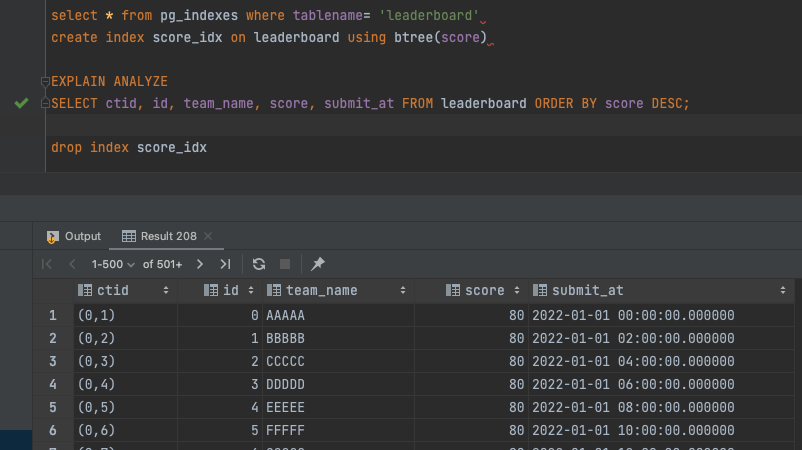 select * from pg_indexes where tablename= 'leaderboard'
create index score_idx on leaderboard using btree(score)
EXPLAIN ANALYZE
SELECT ctid, id, team_name, score, submit_at FROM leaderboard ORDER BY score DESC;
drop index score_idx
Output Result 208
1-500 of 501+
ctid id team_name score submit_at
1 (0,1) 0 AAAAA 80 2022-01-01 00:00:00.000000
2 (0,2) 1 BBBBB 80 2022-01-01 02:00:00.000000
3 (0,3) 2 CCCCC 80 2022-01-01 04:00:00.000000
4 (0,4) 3 DDDDD 80 2022-01-01 06:00:00.000000
5 (0,5) 4 EEEEE 80 2022-01-01 08:00:00.000000
6 (0,6) 5 FFFFF 80 2022-01-01 10:00:00.000000